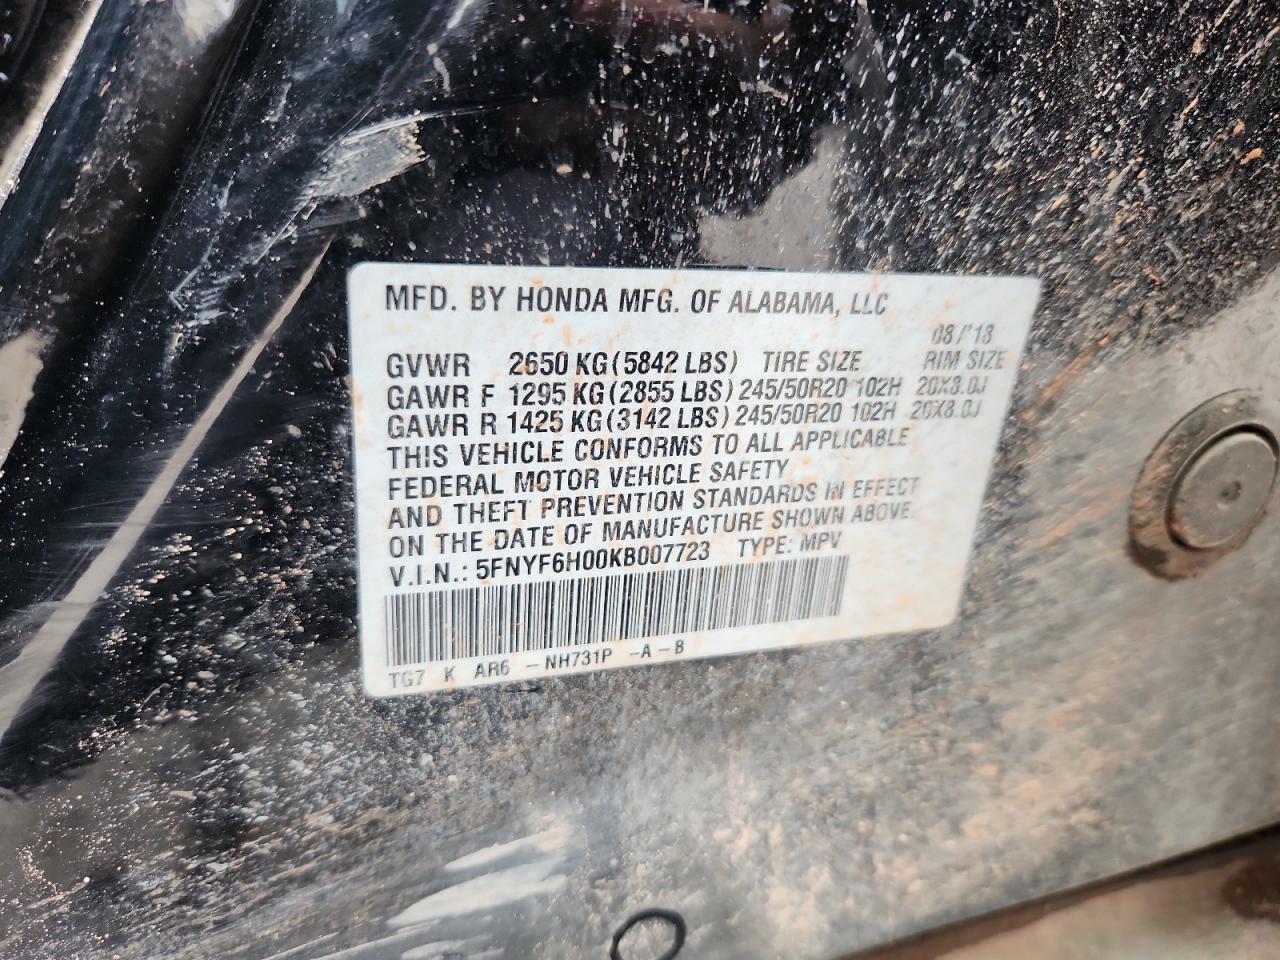 MFD. BY HONDA MFG. OF ALABAMA, LLC
08/'18
GVWR 2650 KG (5842 LBS) TIRE SIZE RIM SIZE
GAWR F 1295 KG (2855 LBS) 245/50R20 102H 20X8.0J
GAWR R 1425 KG (3142 LBS) 245/50R20 102H 20X8.0J
THIS VEHICLE CONFORMS TO ALL APPLICABLE
FEDERAL MOTOR VEHICLE SAFETY
AND THEFT PREVENTION STANDARDS IN EFFECT
ON THE DATE OF MANUFACTURE SHOWN ABOVE.
V.I.N.: 5FNYF6H00KB007723 TYPE: MPV
TG7 K AR6 - NH731P - A - B